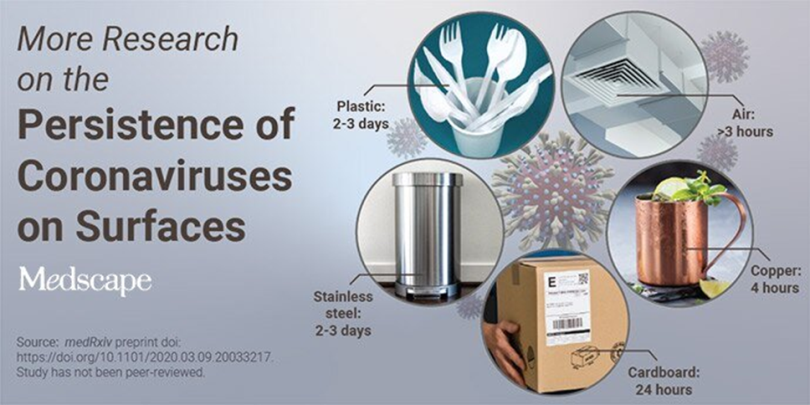 More Research
on the
Persistence of
Coronaviruses
on Surfaces
Medscape
Source: medRxiv preprint doi:
https://doi.org/10.1101/2020.03.09.20033217.
Study has not been peer-reviewed.
Plastic:
2-3 days
Air:
>3 hours
Stainless
steel:
2-3 days
Copper:
4 hours
E
Cardboard:
24 hours